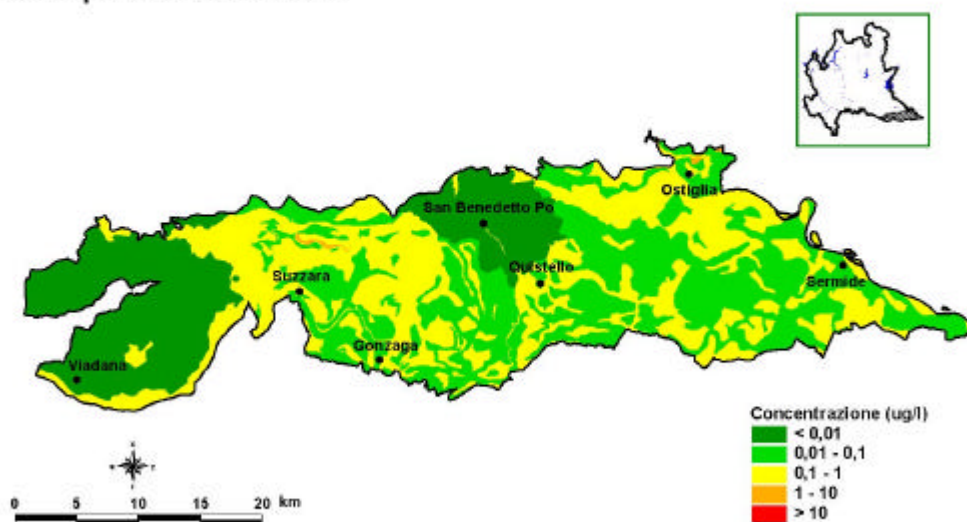 San Benedetto Po
Ostiglia
Suzzara
Quistello
Sermide
Gonzaga
Viadana
Concentrazione (ug/l)
< 0,01
0,01 - 0,1
0,1 - 1
1 - 10
> 10
0 5 10 15 20 km